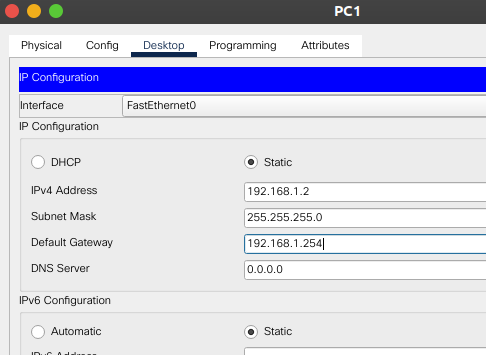 PC1
Physical Config Desktop Programming Attributes
IP Configuration
Interface FastEthernet0
IP Configuration
DHCP Static
IPv4 Address 192.168.1.2
Subnet Mask 255.255.255.0
Default Gateway 192.168.1.254
DNS Server 0.0.0.0
IPv6 Configuration
Automatic Static
IPv6 Address